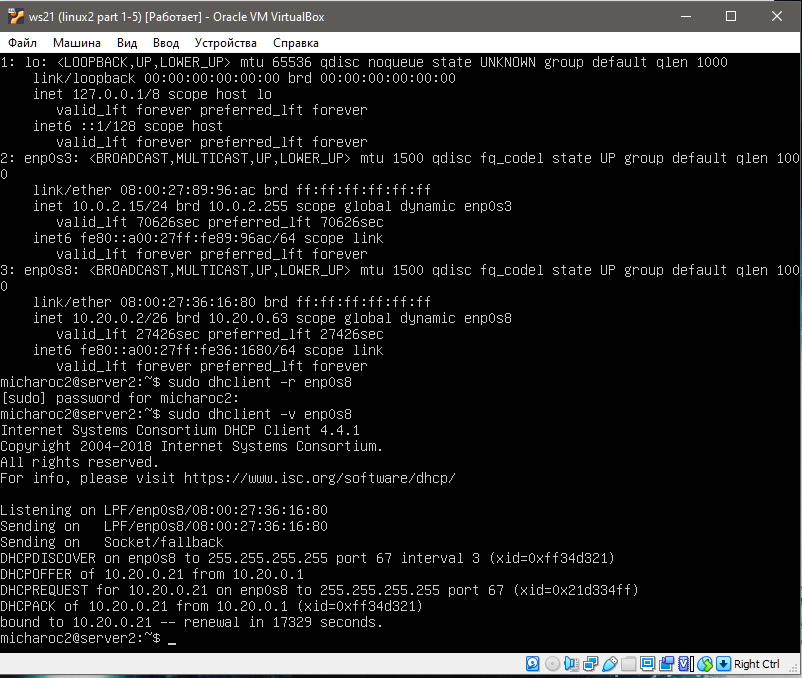 ws21 (linux2 part 1-5) [Работает] - Oracle VM VirtualBox
Файл Машина Вид Ввод Устройства Справка
1: lo: <LOOPBACK,UP,LOWER_UP> mtu 65536 qdisc noqueue state UNKNOWN group default qlen 1000
    link/loopback 00:00:00:00:00:00 brd 00:00:00:00:00:00
    inet 127.0.0.1/8 scope host lo
       valid_lft forever preferred_lft forever
    inet6 ::1/128 scope host
       valid_lft forever preferred_lft forever
2: enp0s3: <BROADCAST,MULTICAST,UP,LOWER_UP> mtu 1500 qdisc fq_codel state UP group default qlen 100
0
    link/ether 08:00:27:89:96:ac brd ff:ff:ff:ff:ff:ff
    inet 10.0.2.15/24 brd 10.0.2.255 scope global dynamic enp0s3
       valid_lft 70626sec preferred_lft 70626sec
    inet6 fe80::a00:27ff:fe89:96ac/64 scope link
       valid_lft forever preferred_lft forever
3: enp0s8: <BROADCAST,MULTICAST,UP,LOWER_UP> mtu 1500 qdisc fq_codel state UP group default qlen 100
0
    link/ether 08:00:27:36:16:80 brd ff:ff:ff:ff:ff:ff
    inet 10.20.0.2/26 brd 10.20.0.63 scope global dynamic enp0s8
       valid_lft 27426sec preferred_lft 27426sec
    inet6 fe80::a00:27ff:fe36:1680/64 scope link
       valid_lft forever preferred_lft forever
micharoc2@server2:~$ sudo dhclient -r enp0s8
[sudo] password for micharoc2:
micharoc2@server2:~$ sudo dhclient -v enp0s8
Internet Systems Consortium DHCP Client 4.4.1
Copyright 2004-2018 Internet Systems Consortium.
All rights reserved.
For info, please visit https://www.isc.org/software/dhcp/

Listening on LPF/enp0s8/08:00:27:36:16:80
Sending on   LPF/enp0s8/08:00:27:36:16:80
Sending on   Socket/fallback
DHCPDISCOVER on enp0s8 to 255.255.255.255 port 67 interval 3 (xid=0xff34d321)
DHCPOFFER of 10.20.0.21 from 10.20.0.1
DHCPREQUEST for 10.20.0.21 on enp0s8 to 255.255.255.255 port 67 (xid=0x21d334ff)
DHCPACK of 10.20.0.21 from 10.20.0.1 (xid=0xff34d321)
bound to 10.20.0.21 -- renewal in 17329 seconds.
micharoc2@server2:~$ _
Right Ctrl